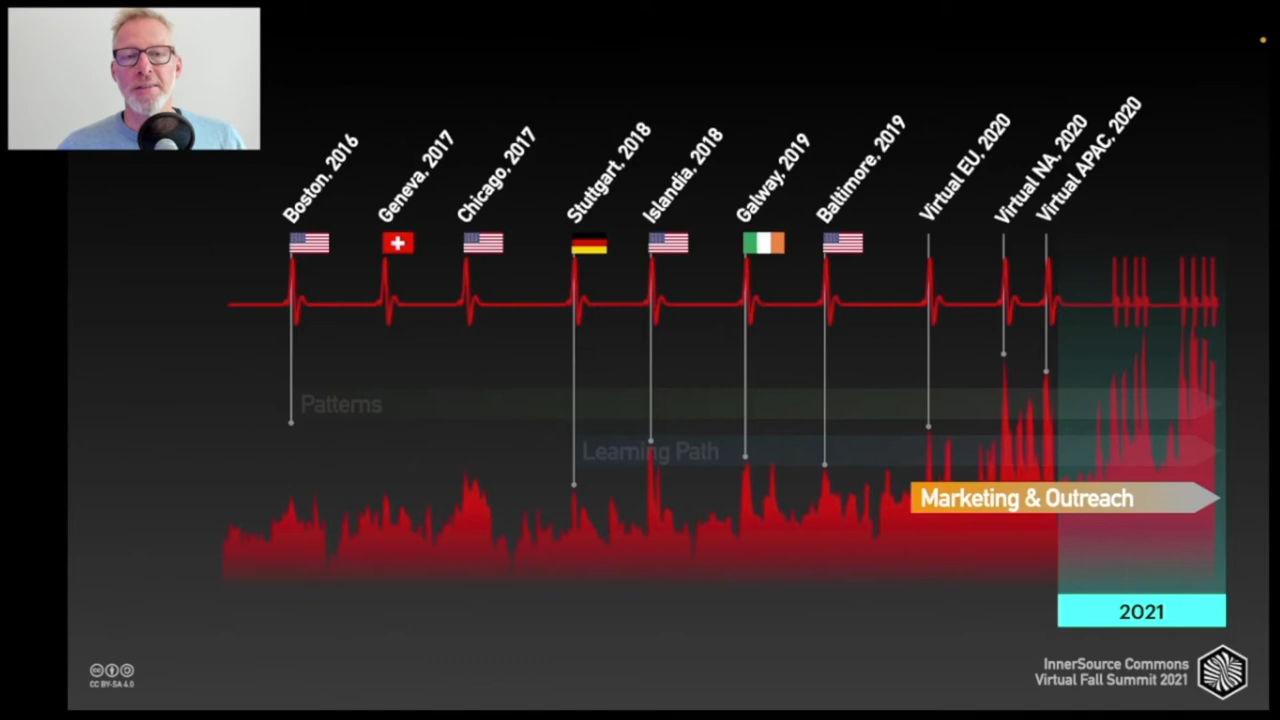 Boston, 2016
Geneva, 2017
Chicago, 2017
Stuttgart, 2018
Islandia, 2018
Galway, 2019
Baltimore, 2019
Virtual EU, 2020
Virtual NA, 2020
Virtual APAC, 2020
Patterns
Learning Path
Marketing & Outreach
2021
CC BY-SA 4.0
InnerSource Commons
Virtual Fall Summit 2021